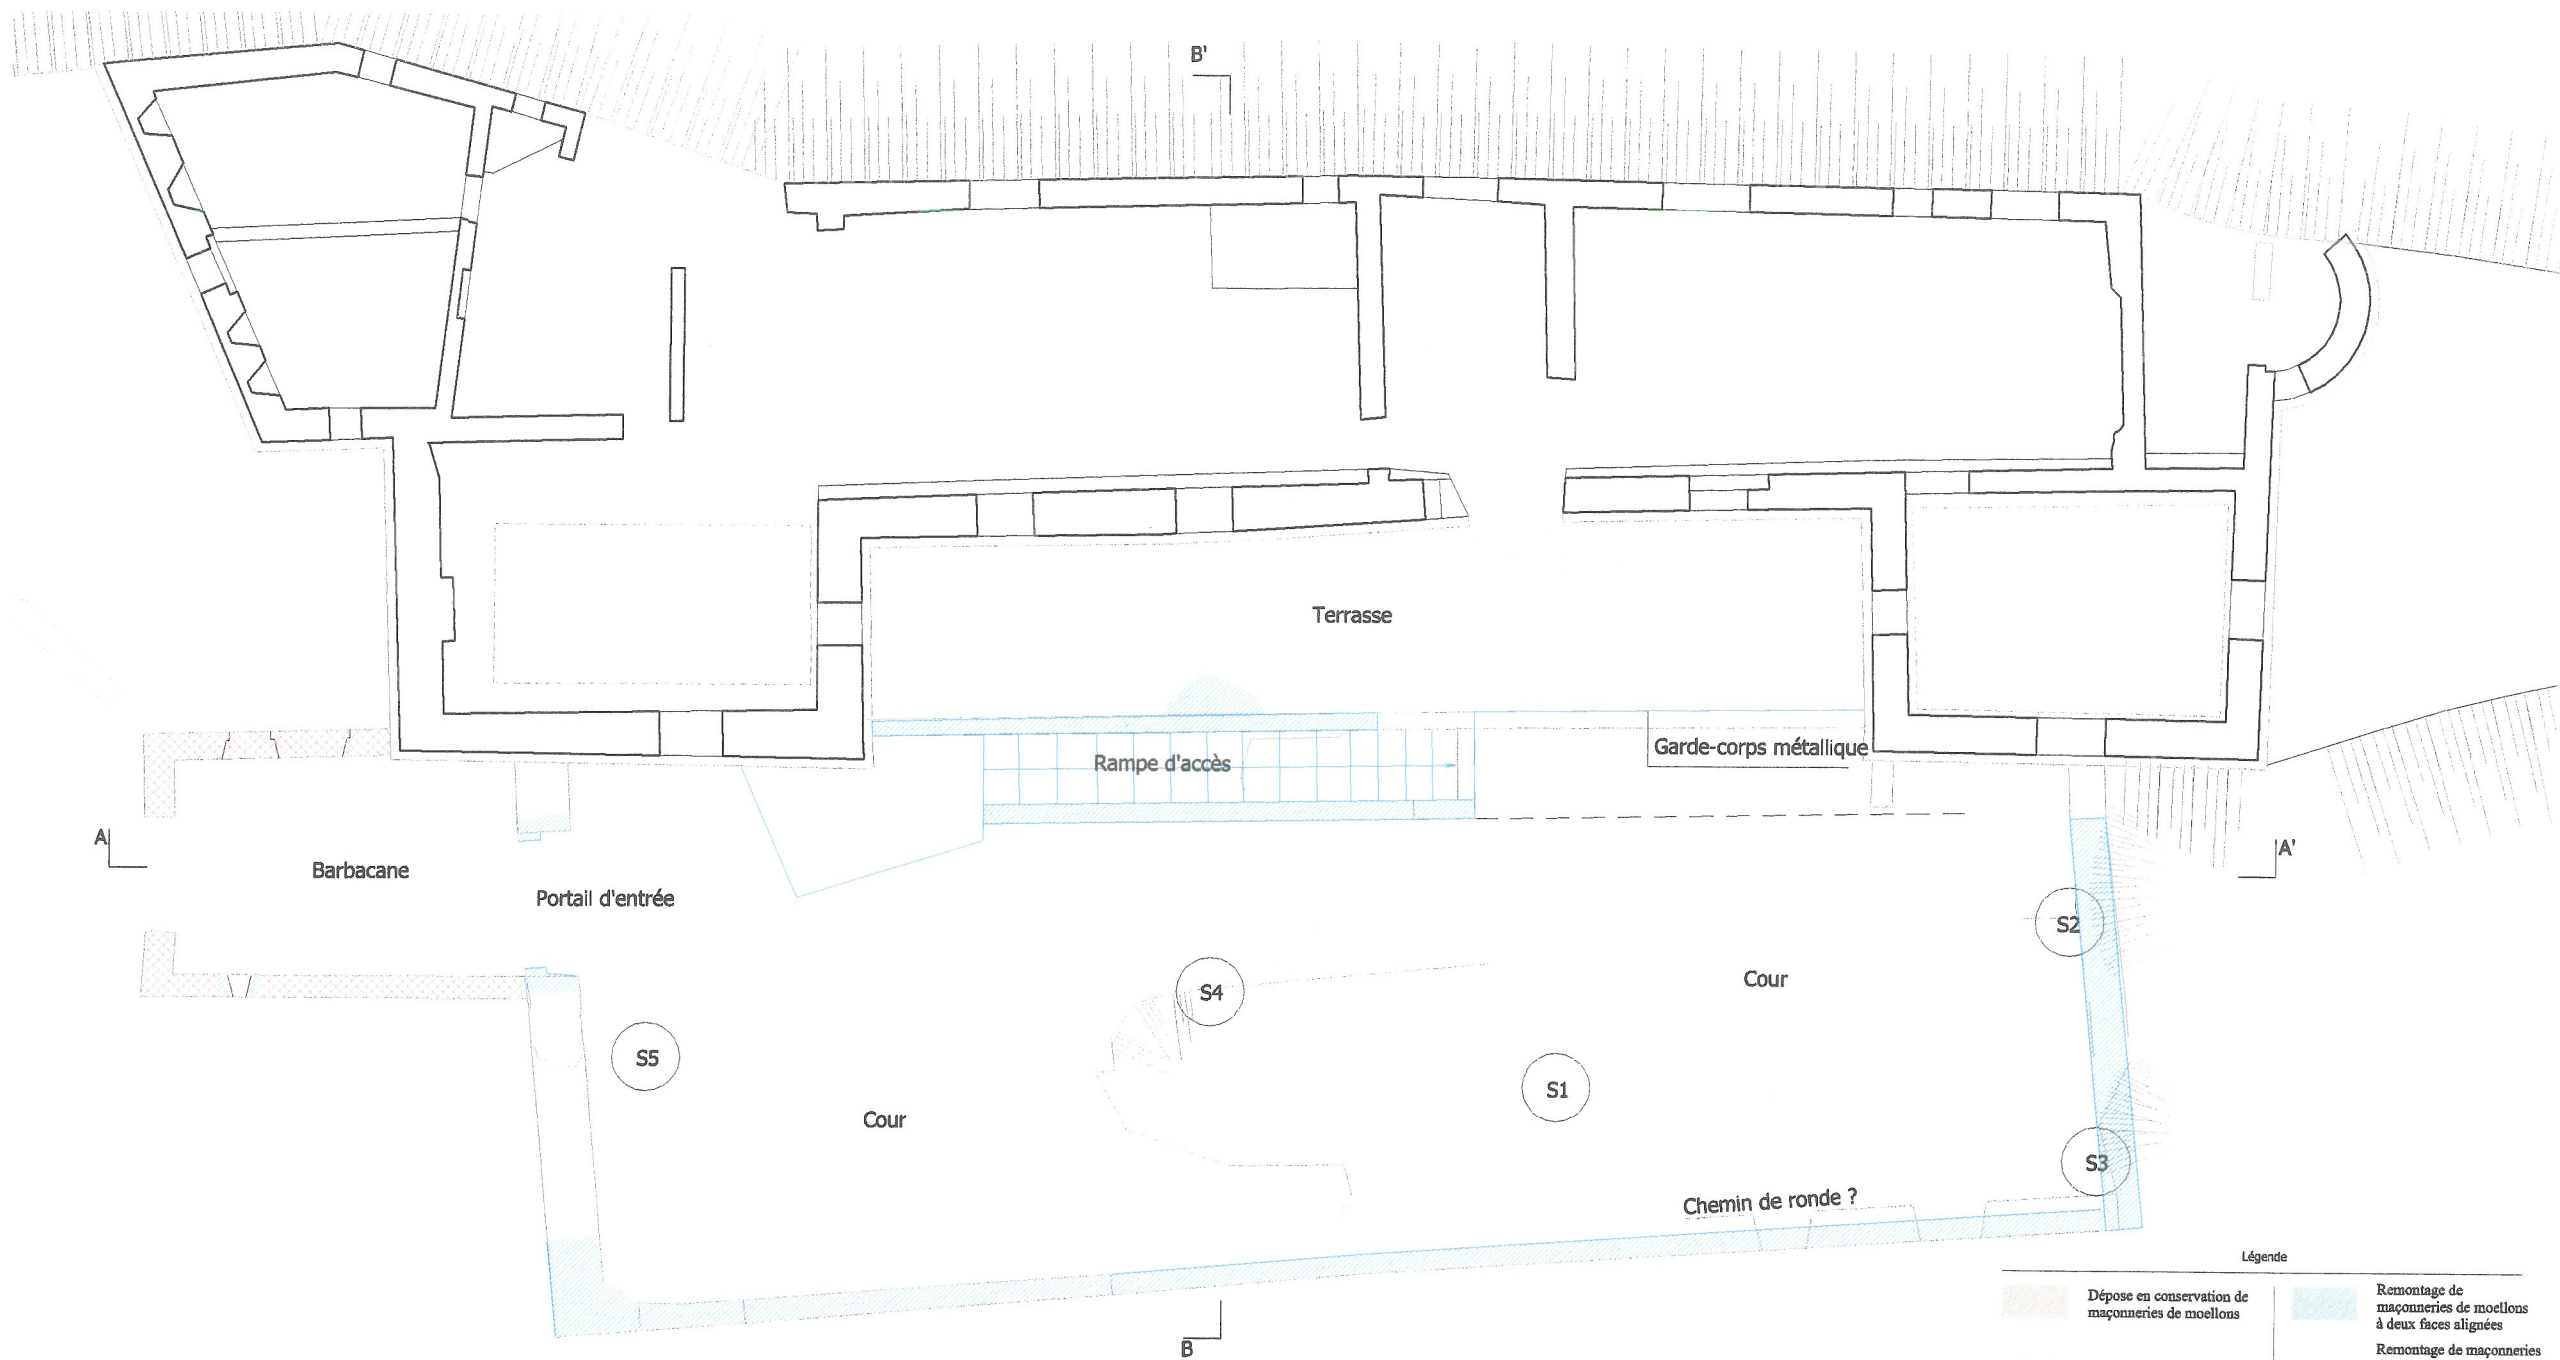 B'
Terrasse
Garde-corps métallique
Rampe d'accès
A
A'
Barbacane
Portail d'entrée
S2
Cour
S4
S5
S1
Cour
S3
Chemin de ronde ?
B
Légende
Dépose en conservation de
maçonneries de moellons
Remontage de
maçonneries de moellons
à deux faces alignées
Remontage de maçonneries